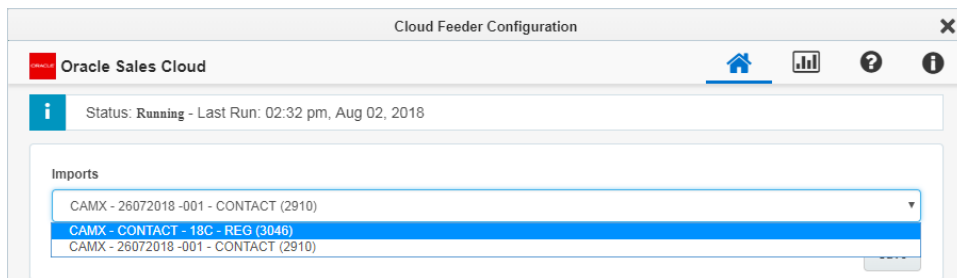 Cloud Feeder Configuration
ORACLE Oracle Sales Cloud
Status: Running - Last Run: 02:32 pm, Aug 02, 2018
Imports
CAMX - 26072018 -001 - CONTACT (2910)
CAMX - CONTACT - 18C - REG (3046)
CAMX - 26072018 -001 - CONTACT (2910)